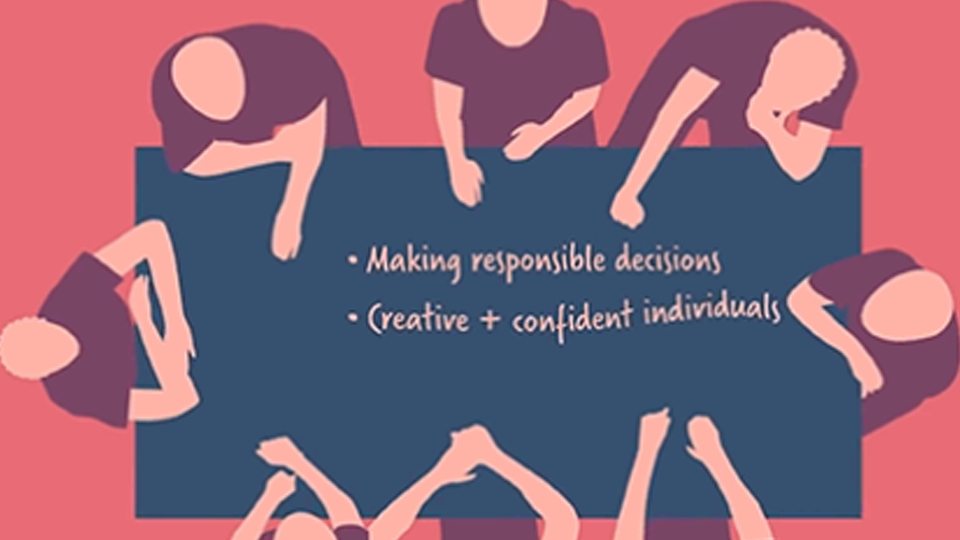 • Making responsible decisions
• Creative + confident individuals